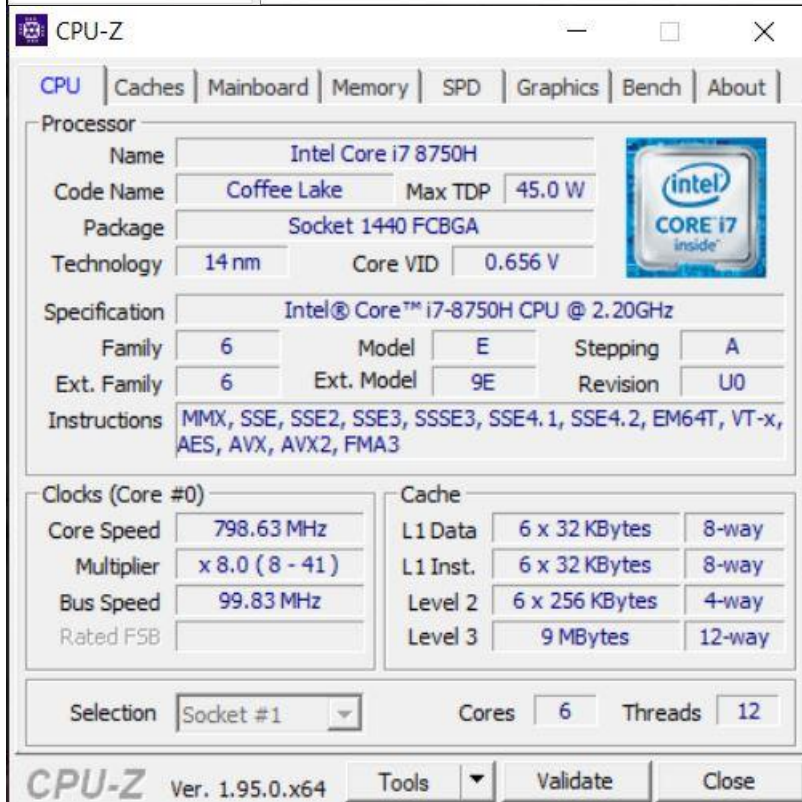 CPU-Z
CPU Caches Mainboard Memory SPD Graphics Bench About
Processor
Name Intel Core i7 8750H
Code Name Coffee Lake Max TDP 45.0 W
Package Socket 1440 FCBGA
Technology 14 nm Core VID 0.656 V
intel
CORE i7
inside™
Specification Intel® Core™ i7-8750H CPU @ 2.20GHz
Family 6 Model E Stepping A
Ext. Family 6 Ext. Model 9E Revision U0
Instructions MMX, SSE, SSE2, SSE3, SSSE3, SSE4.1, SSE4.2, EM64T, VT-x,
AES, AVX, AVX2, FMA3
Clocks (Core #0) Cache
Core Speed 798.63 MHz L1 Data 6 x 32 KBytes 8-way
Multiplier x 8.0 ( 8 - 41 ) L1 Inst. 6 x 32 KBytes 8-way
Bus Speed 99.83 MHz Level 2 6 x 256 KBytes 4-way
Rated FSB Level 3 9 MBytes 12-way
Selection Socket #1 Cores 6 Threads 12
CPU-Z Ver. 1.95.0.x64 Tools Validate Close